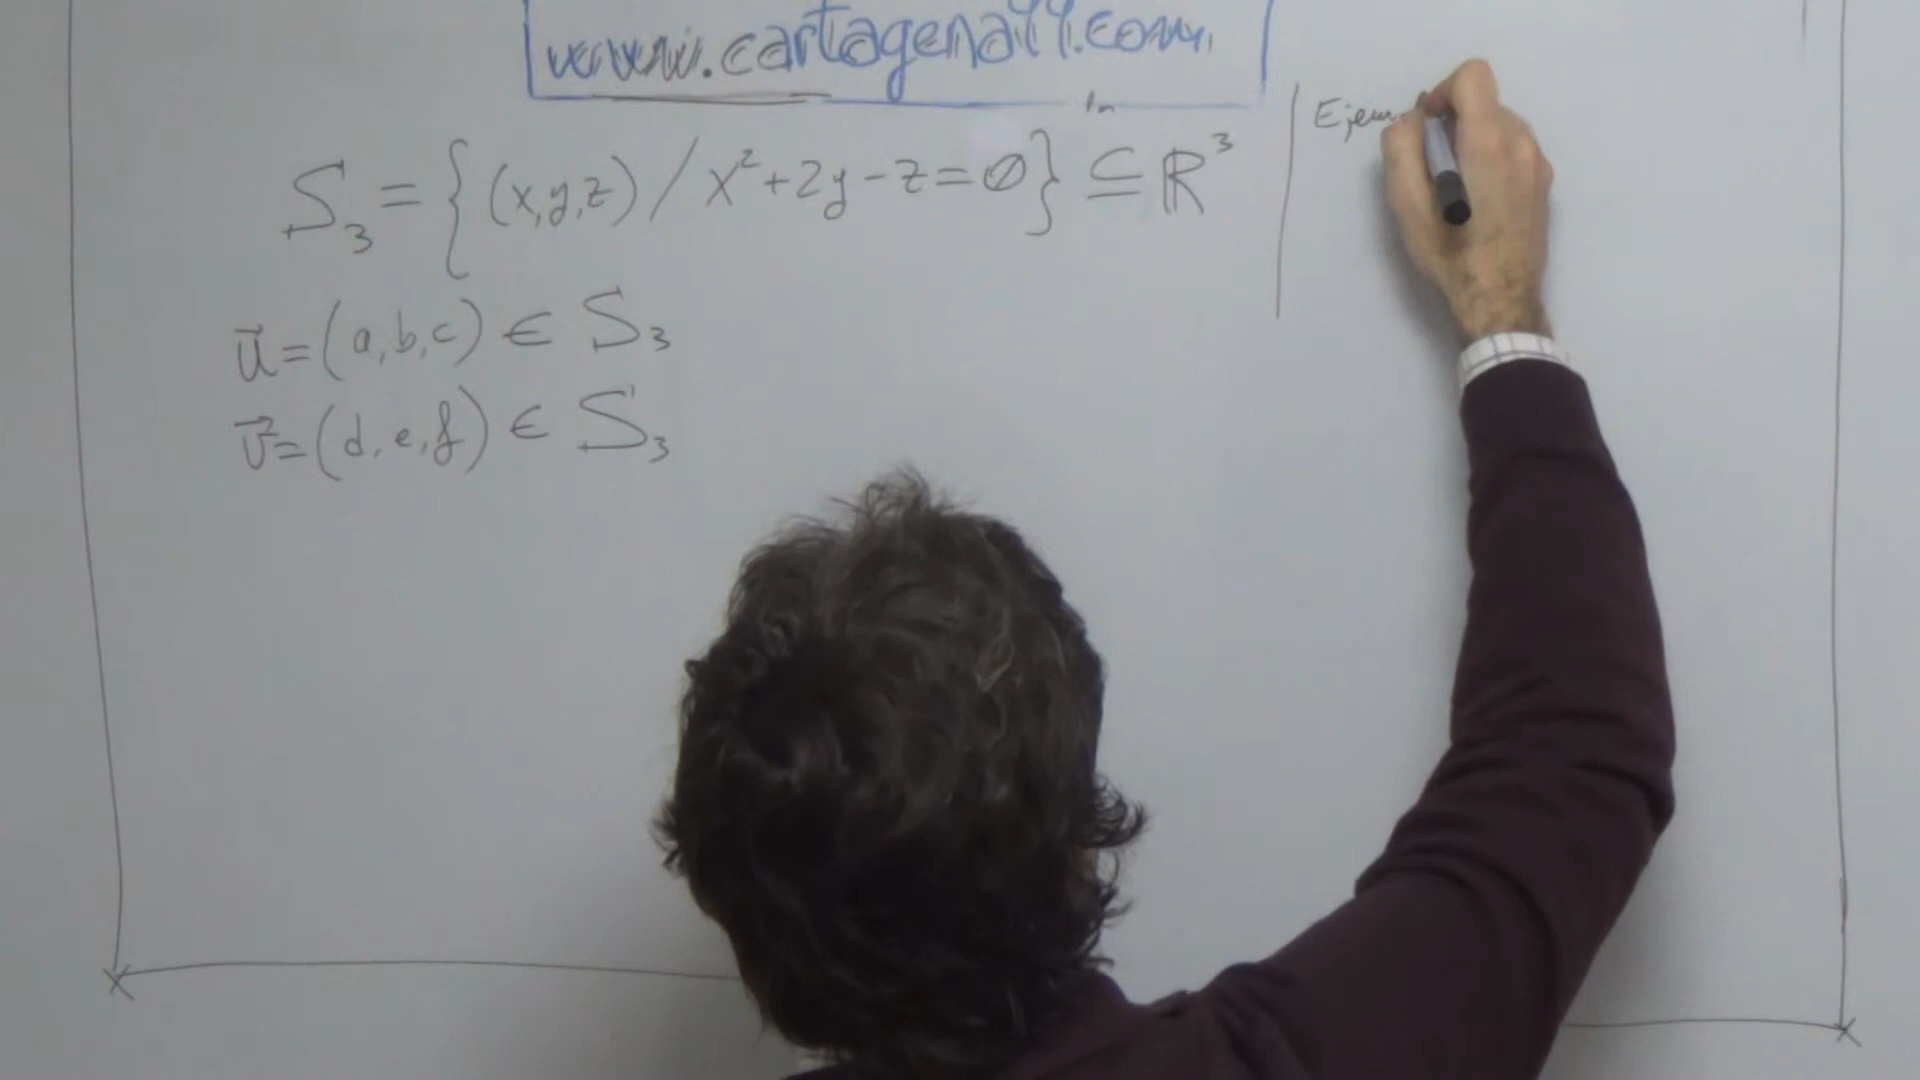 www.cartagena99.com
S₃ = {(x,y,z) / x²+2y-z=0} ⊆ ℝ³
u⃗=(a,b,c) ∈ S₃
v⃗=(d,e,f) ∈ S₃